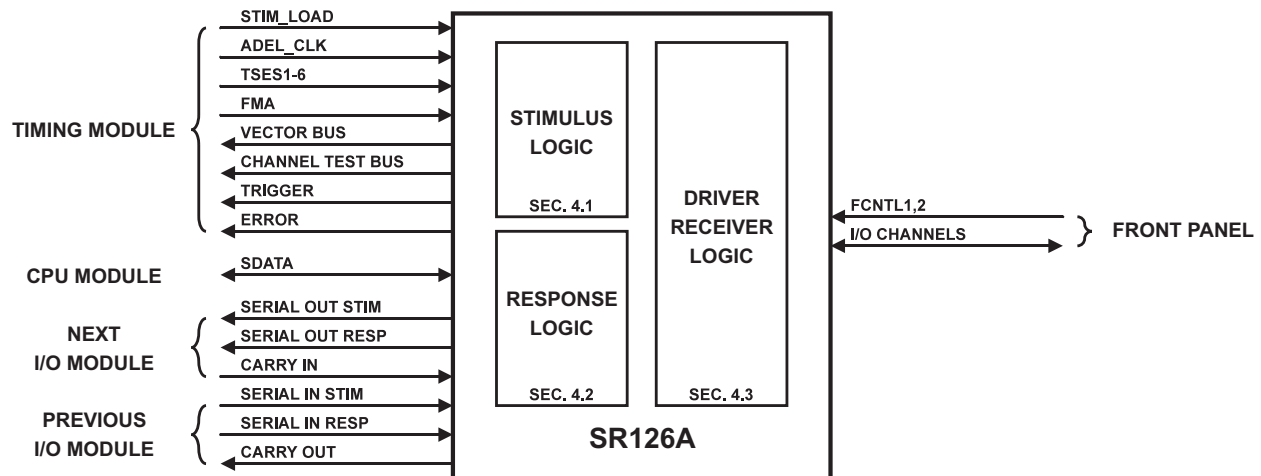 TIMING MODULE
STIM_LOAD
ADEL_CLK
TSES1-6
FMA
VECTOR BUS
CHANNEL TEST BUS
TRIGGER
ERROR
CPU MODULE
SDATA
NEXT
I/O MODULE
SERIAL OUT STIM
SERIAL OUT RESP
CARRY IN
PREVIOUS
I/O MODULE
SERIAL IN STIM
SERIAL IN RESP
CARRY OUT
STIMULUS
LOGIC
SEC. 4.1
RESPONSE
LOGIC
SEC. 4.2
DRIVER
RECEIVER
LOGIC
SEC. 4.3
SR126A
FCNTL1,2
I/O CHANNELS
FRONT PANEL